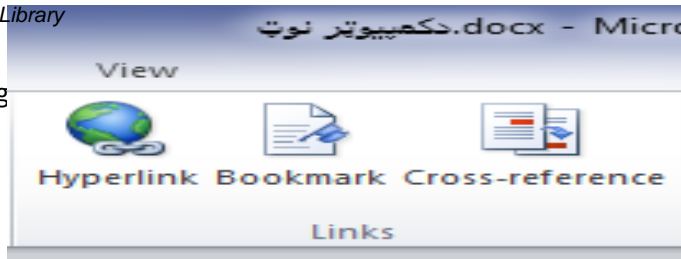 Library
دکمپیوټر نوټ.docx - Micro
View
g
Hyperlink Bookmark Cross-reference
Links